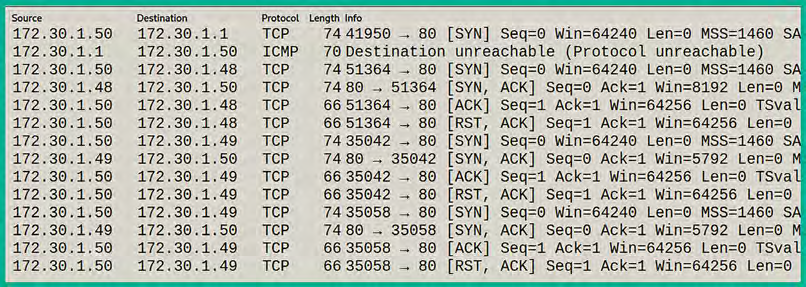 Source Destination Protocol Length Info
172.30.1.50 172.30.1.1 TCP 74 41950 → 80 [SYN] Seq=0 Win=64240 Len=0 MSS=1460 SA
172.30.1.1 172.30.1.50 ICMP 70 Destination unreachable (Protocol unreachable)
172.30.1.50 172.30.1.48 TCP 74 51364 → 80 [SYN] Seq=0 Win=64240 Len=0 MSS=1460 SA
172.30.1.48 172.30.1.50 TCP 74 80 → 51364 [SYN, ACK] Seq=0 Ack=1 Win=8192 Len=0 M
172.30.1.50 172.30.1.48 TCP 66 51364 → 80 [ACK] Seq=1 Ack=1 Win=64256 Len=0 TSval
172.30.1.50 172.30.1.48 TCP 66 51364 → 80 [RST, ACK] Seq=1 Ack=1 Win=64256 Len=0
172.30.1.50 172.30.1.49 TCP 74 35042 → 80 [SYN] Seq=0 Win=64240 Len=0 MSS=1460 SA
172.30.1.49 172.30.1.50 TCP 74 80 → 35042 [SYN, ACK] Seq=0 Ack=1 Win=5792 Len=0 M
172.30.1.50 172.30.1.49 TCP 66 35042 → 80 [ACK] Seq=1 Ack=1 Win=64256 Len=0 TSval
172.30.1.50 172.30.1.49 TCP 66 35042 → 80 [RST, ACK] Seq=1 Ack=1 Win=64256 Len=0
172.30.1.50 172.30.1.49 TCP 74 35058 → 80 [SYN] Seq=0 Win=64240 Len=0 MSS=1460 SA
172.30.1.49 172.30.1.50 TCP 74 80 → 35058 [SYN, ACK] Seq=0 Ack=1 Win=5792 Len=0 M
172.30.1.50 172.30.1.49 TCP 66 35058 → 80 [ACK] Seq=1 Ack=1 Win=64256 Len=0 TSval
172.30.1.50 172.30.1.49 TCP 66 35058 → 80 [RST, ACK] Seq=1 Ack=1 Win=64256 Len=0